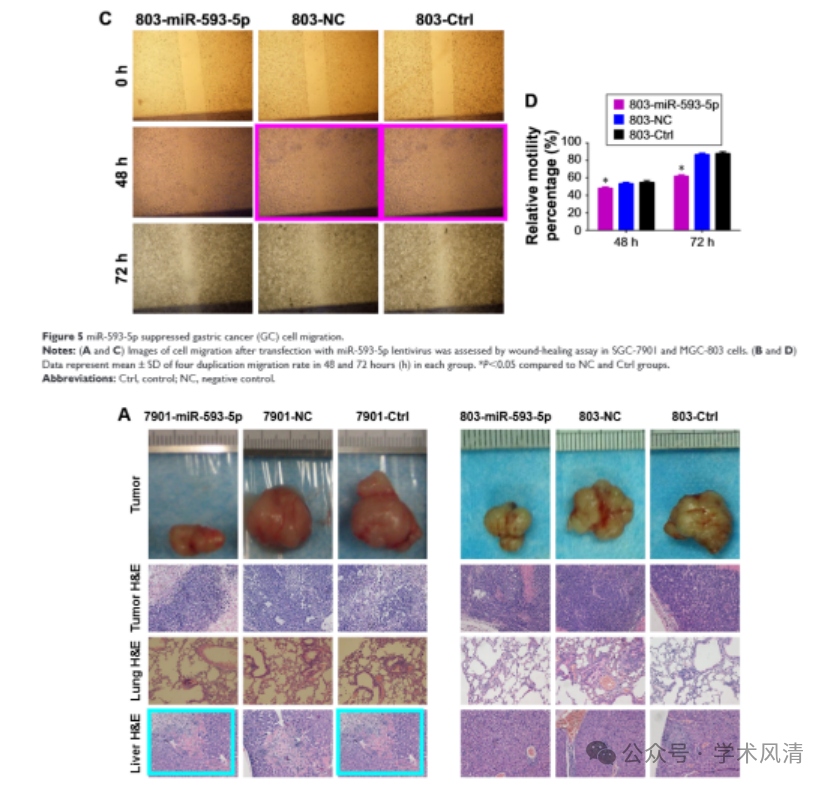 C
803-miR-593-5p 803-NC 803-Ctrl
0 h
48 h
72 h
D
803-miR-593-5p
803-NC
803-Ctrl
Relative motility
percentage (%)
100
80
60
40
20
0
* *
48 h 72 h
Figure 5 miR-593-5p suppressed gastric cancer (GC) cell migration.
Notes: (A and C) Images of cell migration after transfection with miR-593-5p lentivirus was assessed by wound-healing assay in SGC-7901 and MGC-803 cells. (B and D)
Data represent mean ± SD of four duplication migration rate in 48 and 72 hours (h) in each group. *P<0.05 compared to NC and Ctrl groups.
Abbreviations: Ctrl, control; NC, negative control.
A
7901-miR-593-5p 7901-NC 7901-Ctrl 803-miR-593-5p 803-NC 803-Ctrl
Tumor
Tumor H&E
Lung H&E
Liver H&E
公众号 · 学术风清